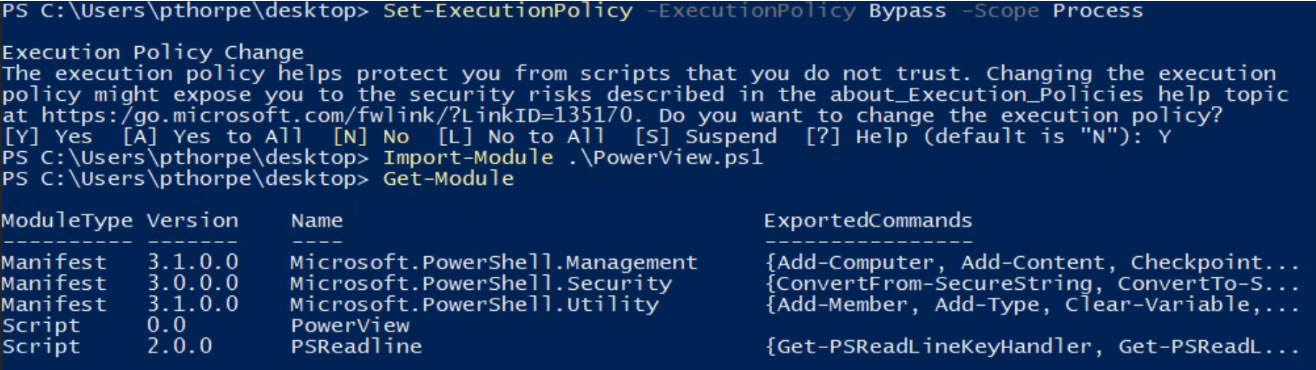 PS C:\Users\pthorpe\desktop> Set-ExecutionPolicy -ExecutionPolicy Bypass -Scope Process
Execution Policy Change
The execution policy helps protect you from scripts that you do not trust. Changing the execution
policy might expose you to the security risks described in the about_Execution_Policies help topic
at https:/go.microsoft.com/fwlink/?LinkID=135170. Do you want to change the execution policy?
[Y] Yes  [A] Yes to All  [N] No  [L] No to All  [S] Suspend  [?] Help (default is "N"): Y
PS C:\Users\pthorpe\desktop> Import-Module .\PowerView.ps1
PS C:\Users\pthorpe\desktop> Get-Module
ModuleType Version    Name                                ExportedCommands
---------- -------    ----                                ----------------
Manifest   3.1.0.0    Microsoft.PowerShell.Management     {Add-Computer, Add-Content, Checkpoint...
Manifest   3.0.0.0    Microsoft.PowerShell.Security       {ConvertFrom-SecureString, ConvertTo-S...
Manifest   3.1.0.0    Microsoft.PowerShell.Utility        {Add-Member, Add-Type, Clear-Variable,...
Script     0.0        PowerView
Script     2.0.0      PSReadline                          {Get-PSReadLineKeyHandler, Get-PSReadL...